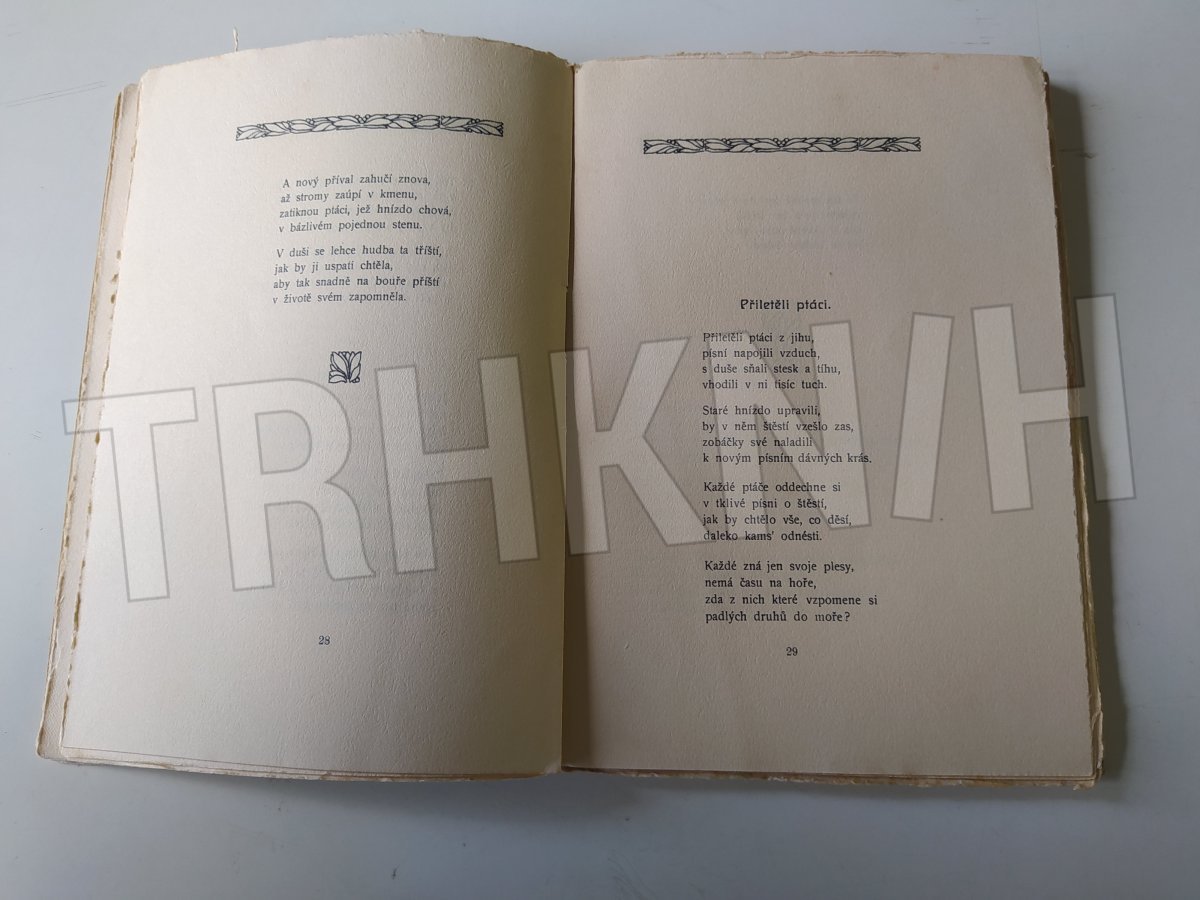 A nový příval zahučí znova,
až stromy zaúpí v kmenu,
zatiknou ptáci, jež hnízdo chová,
v bázlivém pojednou stenu.
V duši se lehce hudba ta tříští,
jak by ji uspati chtěla,
aby tak snadně na bouře příští
v životě svém zapomněla.
28
Přiletěli ptáci.
Přiletěli ptáci z jihu,
písní napojili vzduch,
s duše sňali stesk a tíhu,
vhodili v ni tisíc tuch.
Staré hnízdo upravili,
by v něm štěstí vzešlo zas,
zobáčky své naladili
k novým písním dávných krás.
Každé ptáče oddechne si
v tklivé písni o štěstí,
jak by chtělo vše, co děsí,
daleko kams' odnésti.
Každé zná jen svoje plesy,
nemá času na hoře,
zda z nich které vzpomene si
padlých druhů do moře?
29
TRHKNIH